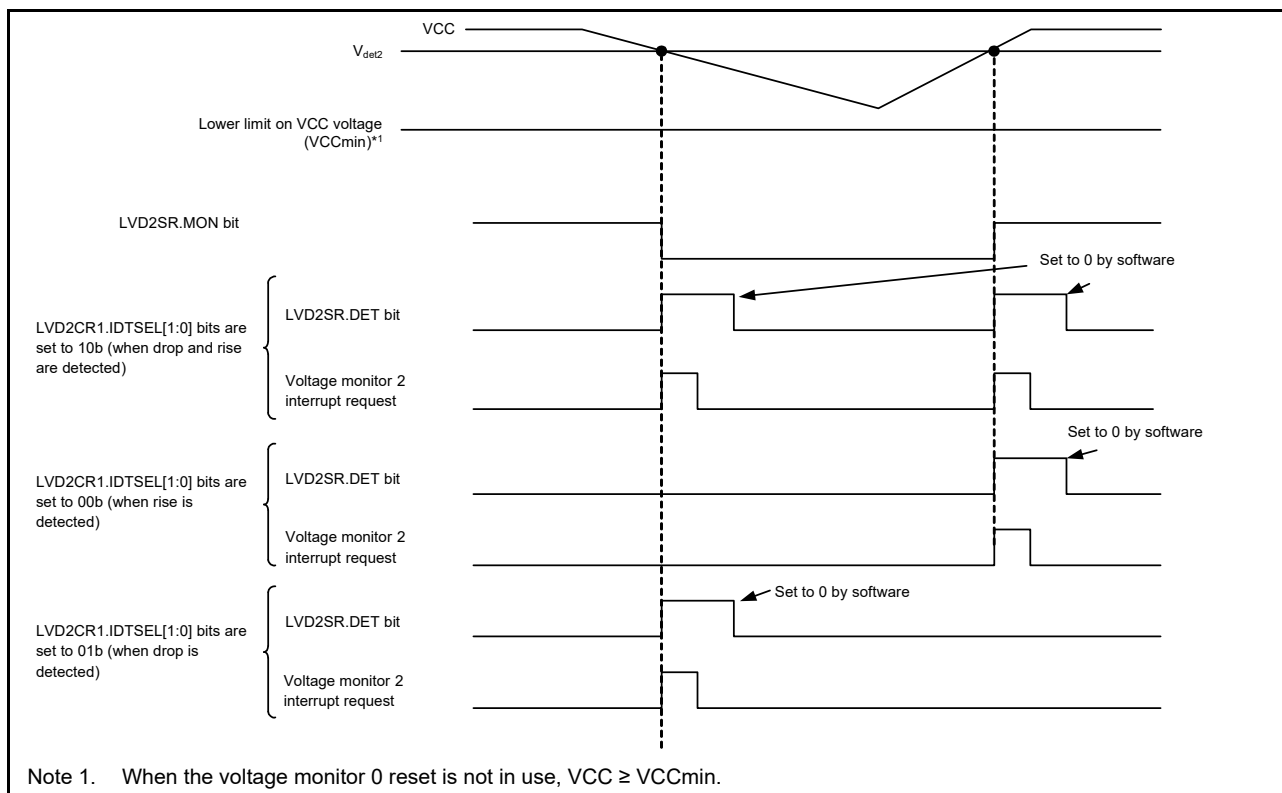 VCC
Vdet2
Lower limit on VCC voltage
(VCCmin)*1
LVD2SR.MON bit
Set to 0 by software
LVD2CR1.IDTSEL[1:0] bits are
set to 10b (when drop and rise
are detected)
LVD2SR.DET bit
Voltage monitor 2
interrupt request
Set to 0 by software
LVD2CR1.IDTSEL[1:0] bits are
set to 00b (when rise is
detected)
LVD2SR.DET bit
Voltage monitor 2
interrupt request
Set to 0 by software
LVD2CR1.IDTSEL[1:0] bits are
set to 01b (when drop is
detected)
LVD2SR.DET bit
Voltage monitor 2
interrupt request
Note 1. When the voltage monitor 0 reset is not in use, VCC ≥ VCCmin.